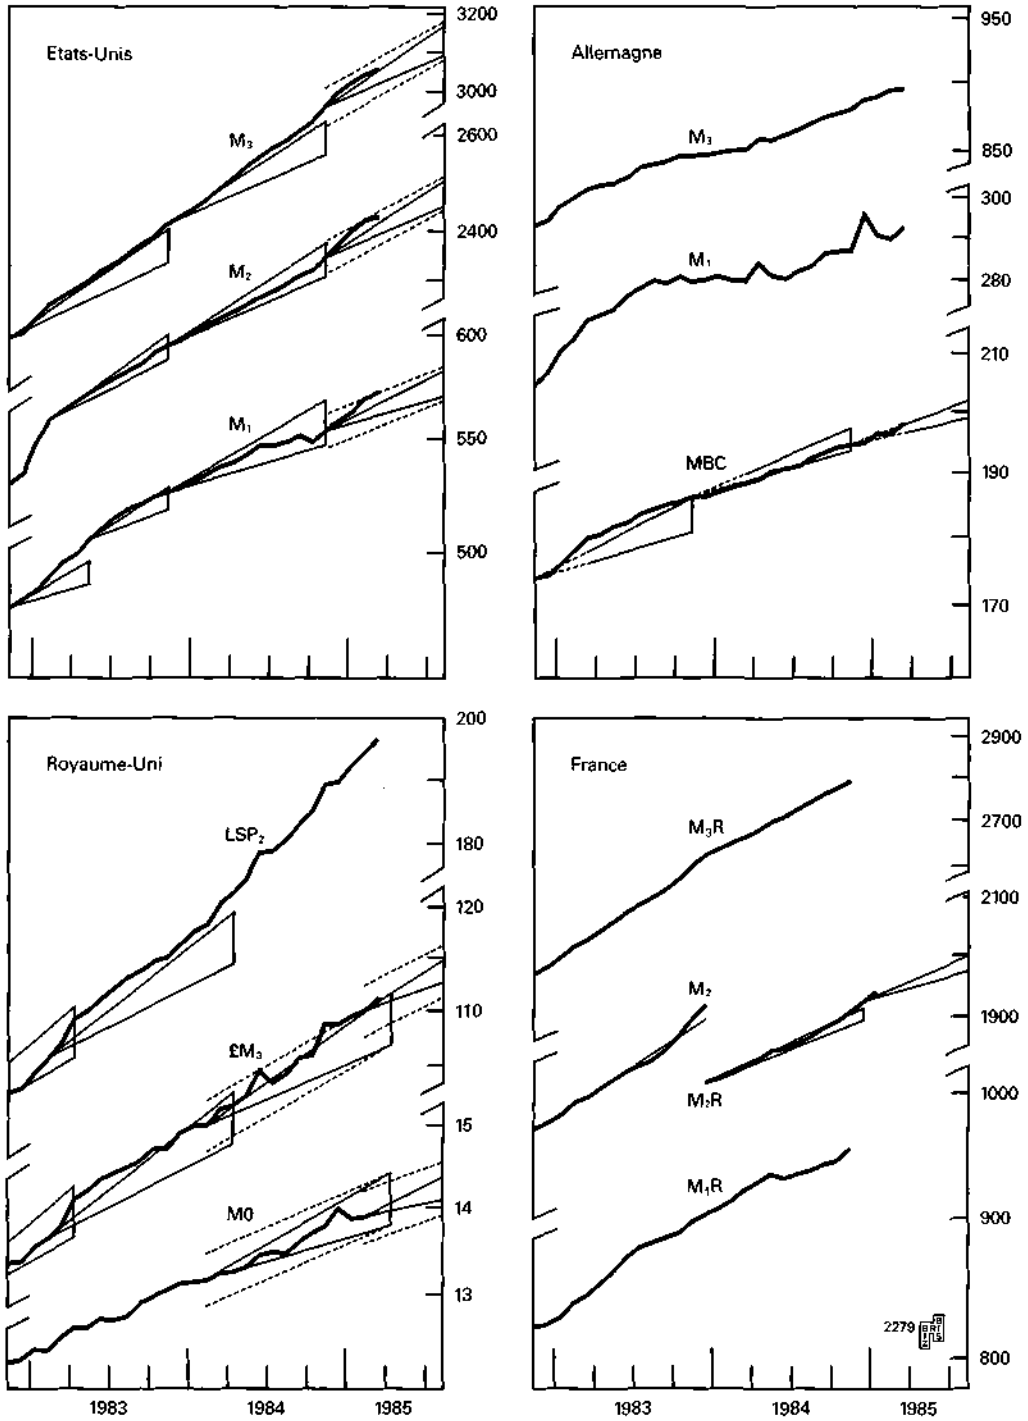 Etats-Unis
3200
3000
2600
2400
600
550
500
M₃
M₂
M₁
Allemagne
950
850
300
280
210
190
170
M₃
M₁
MBC
Royaume-Uni
200
180
120
110
15
14
13
LSP₂
£M₃
M0
1983
1984
1985
France
2900
2700
2100
1900
1000
900
800
M₃R
M₂
M₂R
M₁R
2279
1983
1984
1985